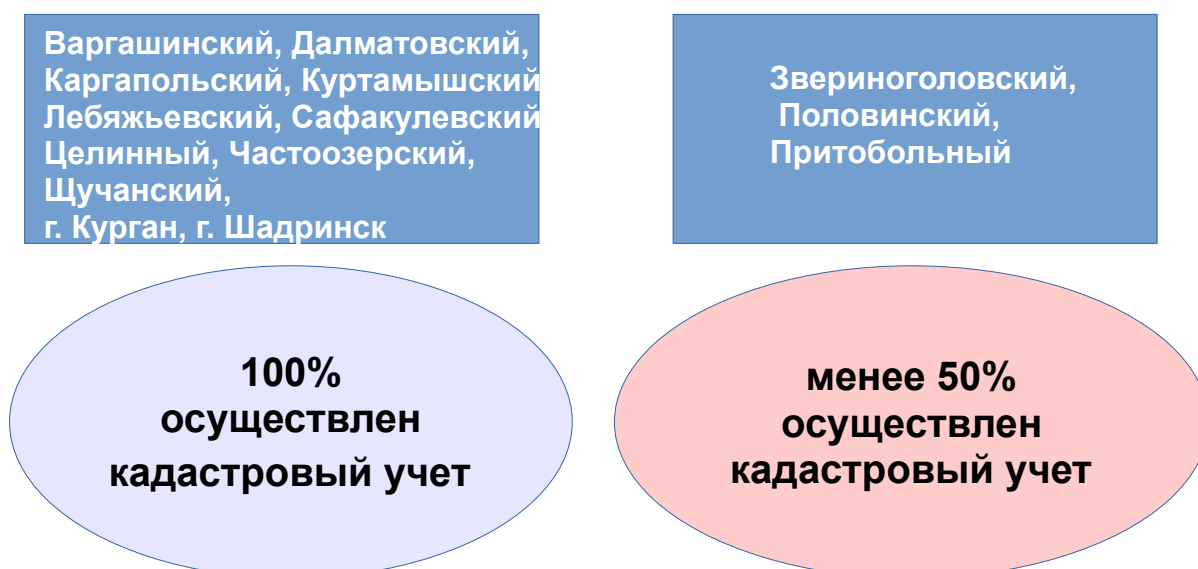 Варгашинский, Далматовский,
Каргапольский, Куртамышский
Лебяжьевский, Сафакулевский
Целинный, Частоозерский,
Щучанский,
г. Курган, г. Шадринск
Звериноголовский,
Половинский,
Притобольный
100%
осуществлен
кадастровый учет
менее 50%
осуществлен
кадастровый учет